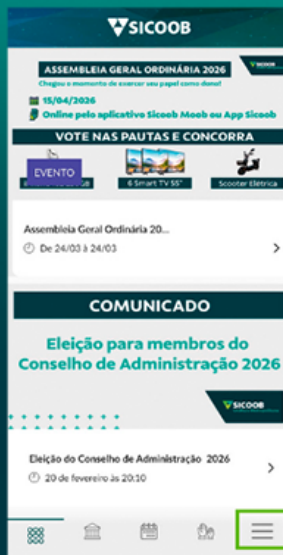 SICOOB
ASSEMBLEIA GERAL ORDINÁRIA 2026
SICOOB
Chegou o momento de exercer seu papel como dono!
15/04/2026
Online pelo aplicativo Sicoob Moob ou App Sicoob
VOTE NAS PAUTAS E CONCORRA
EVENTO
6 Smart TV 55"
Scooter Elétrica
Assembleia Geral Ordinária 20...
De 24/03 à 24/03
COMUNICADO
Eleição para membros do
Conselho de Administração 2026
SICOOB
Eleição do Conselho de Administração 2026
20 de fevereiro às 20:10